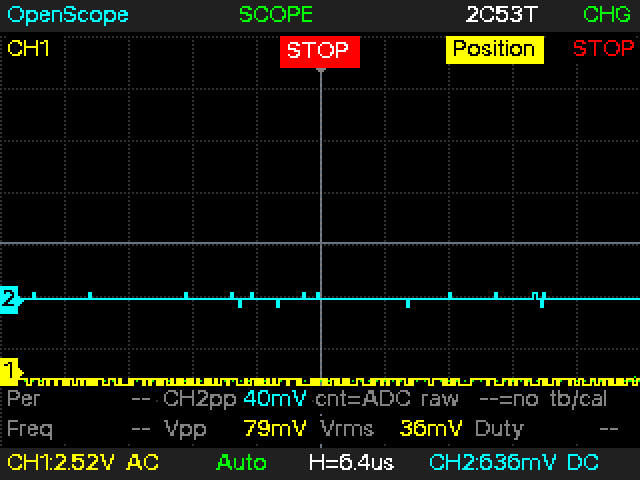 OpenScope SCOPE 2C53T CHG
CH1 STOP Position STOP
2
1
Per -- CH2pp 40mV cnt=ADC raw --=no tb/cal
Freq -- Vpp 79mV Vrms 36mV Duty --
CH1:2.52V AC Auto H=6.4us CH2:636mV DC